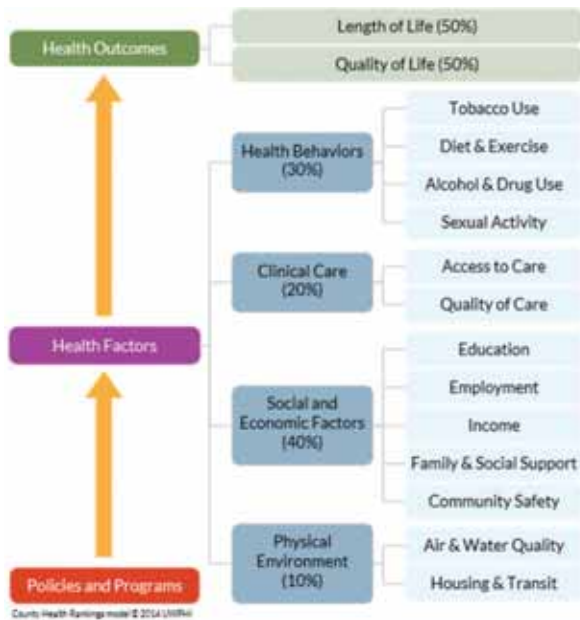 Health Outcomes
Length of Life (50%)
Quality of Life (50%)
Health Behaviors
(30%)
Tobacco Use
Diet & Exercise
Alcohol & Drug Use
Sexual Activity
Clinical Care
(20%)
Access to Care
Quality of Care
Health Factors
Social and
Economic Factors
(40%)
Education
Employment
Income
Family & Social Support
Community Safety
Physical
Environment
(10%)
Air & Water Quality
Housing & Transit
Policies and Programs
County Health Rankings model © 2014 UWPHI